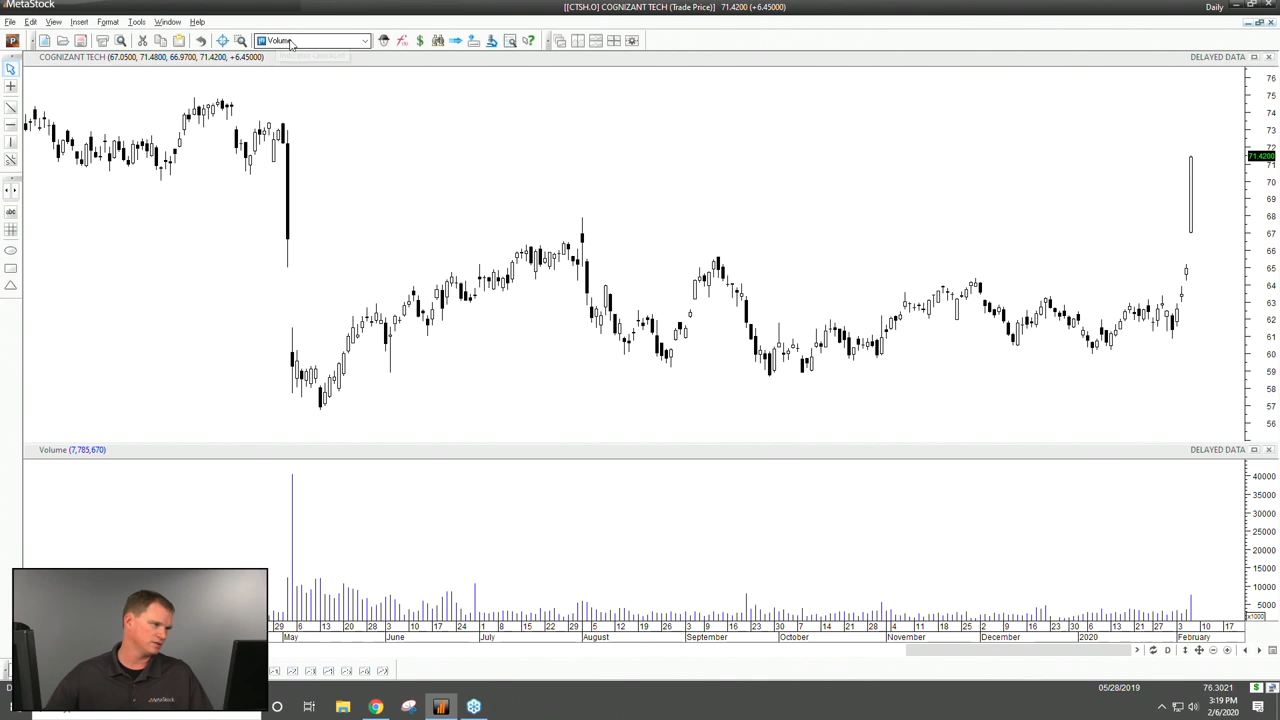 MetaStock
[[CTSH.O] COGNIZANT TECH (Trade Price)] 71.4200 (+6.45000)
Daily
File Edit View Insert Format Tools Window Help
Volume
COGNIZANT TECH (67.0500, 71.4800, 66.9700, 71.4200, +6.45000)
DELAYED DATA
76
75
74
73
72
71.4200
71
70
69
68
67
66
65
64
63
62
61
60
59
58
57
56
abc
Volume (7,785,670)
DELAYED DATA
40000
35000
30000
25000
20000
15000
10000
5000
x1000
29 6 13 20 28 3 10 17 24 1 8 15 22 29 5 12 19 26 3 9 16 23 30 7 14 21 28 4 11 18 25 2 9 16 23 30 6 13 21 27 3 10 17
May June July August September October November December 2020 February
D
MetaStock
05/28/2019 76.3021
3:19 PM
2/6/2020